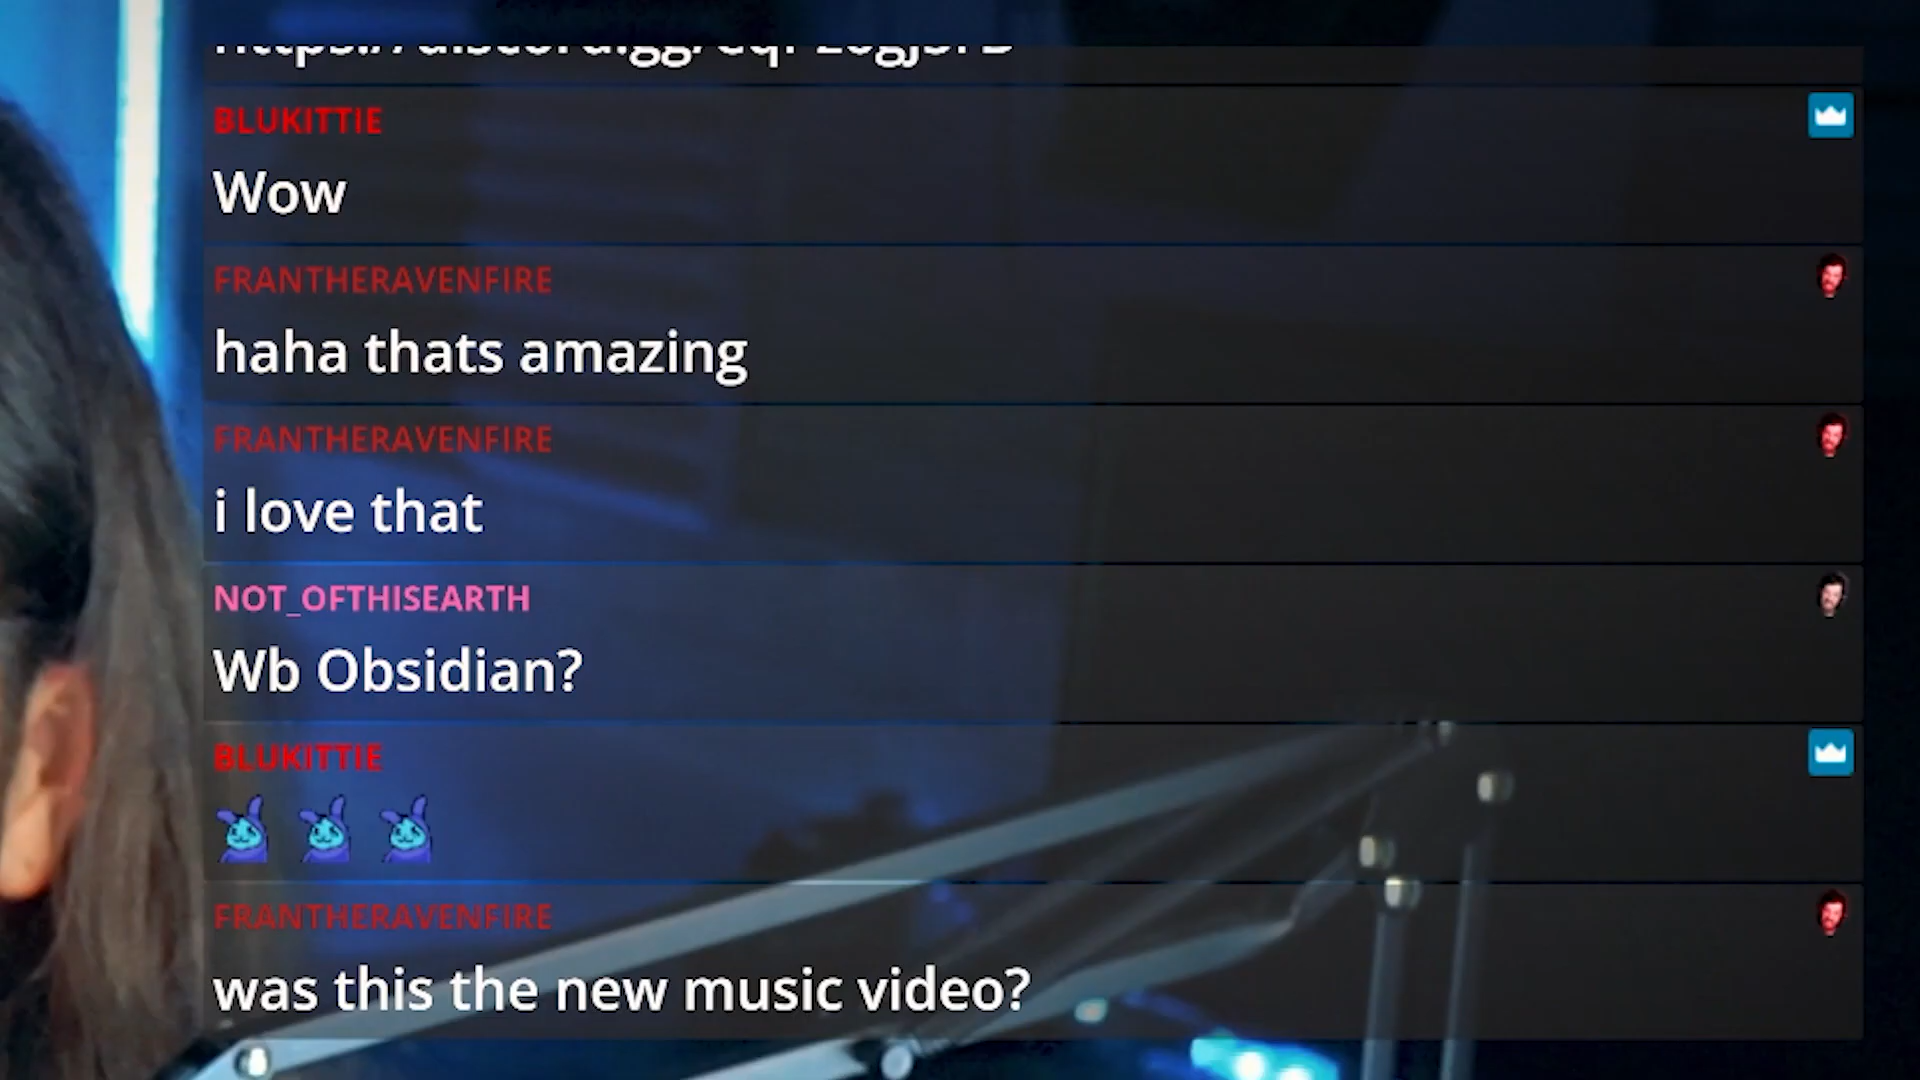 BLUKITTIE
Wow
FRANTHERAVENFIRE
haha thats amazing
FRANTHERAVENFIRE
i love that
NOT_OFTHISEARTH
Wb Obsidian?
BLUKITTIE
FRANTHERAVENFIRE
was this the new music video?